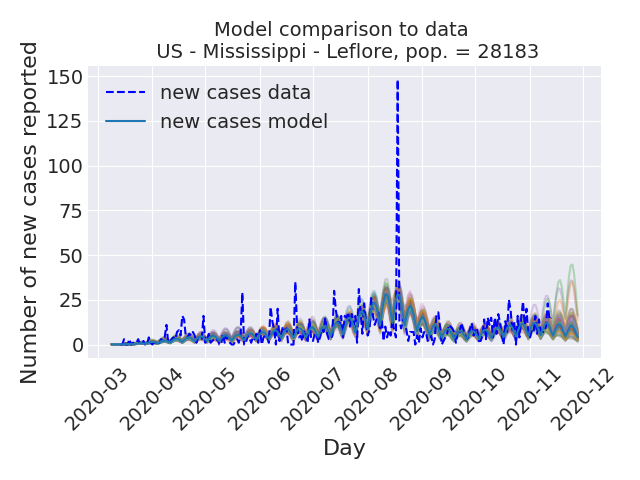 Model comparison to data
US - Mississippi - Leflore, pop. = 28183
Number of new cases reported
150
125
100
75
50
25
0
new cases data
new cases model
2020-03
2020-04
2020-05
2020-06
2020-07
2020-08
2020-09
2020-10
2020-11
2020-12
Day